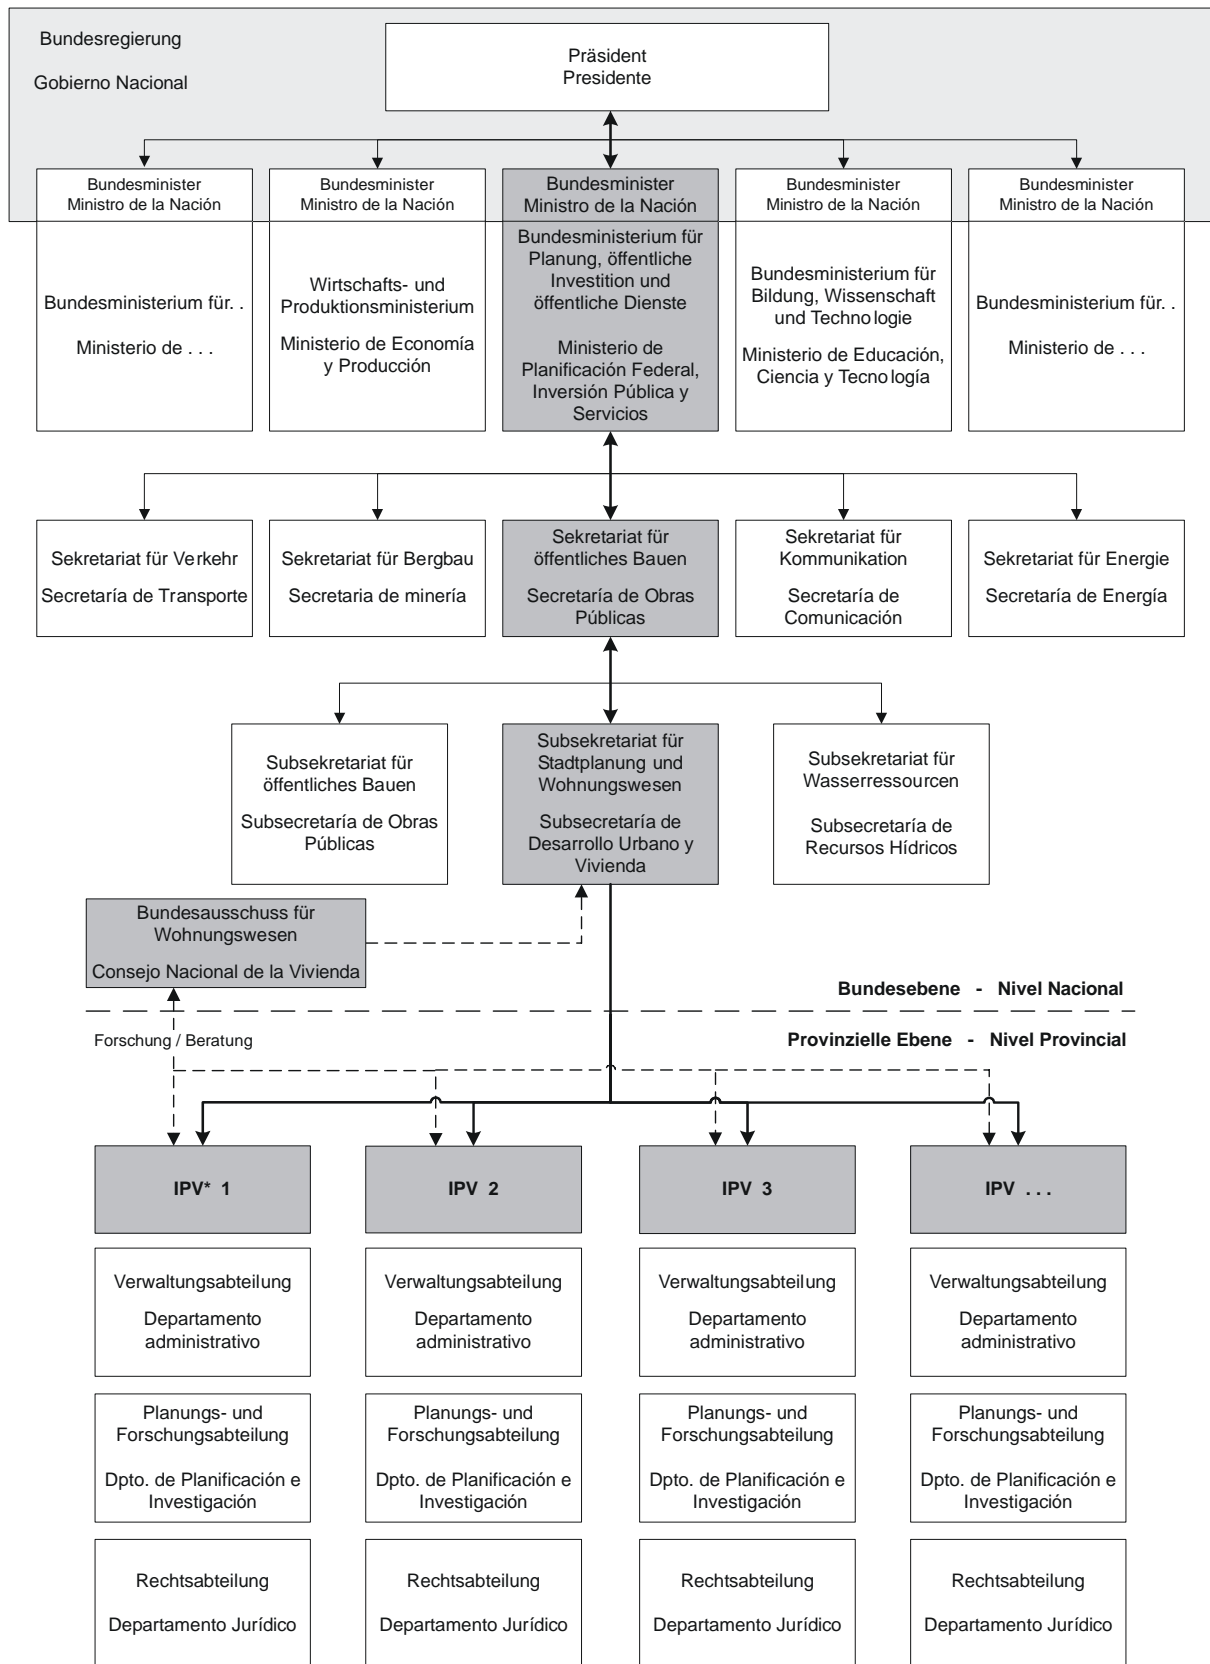 Bundesregierung
Gobierno Nacional
Präsident
Presidente
Bundesminister
Ministro de la Nación
Bundesminister
Ministro de la Nación
Bundesminister
Ministro de la Nación
Bundesminister
Ministro de la Nación
Bundesminister
Ministro de la Nación
Bundesministerium für. .
Ministerio de . . .
Wirtschafts- und
Produktionsministerium
Ministerio de Economía
y Producción
Bundesministerium für
Planung, öffentliche
Investition und
öffentliche Dienste
Ministerio de
Planificación Federal,
Inversión Pública y
Servicios
Bundesministerium für
Bildung, Wissenschaft
und Technologie
Ministerio de Educación,
Ciencia y Tecnología
Bundesministerium für. .
Ministerio de . . .
Sekretariat für Verkehr
Secretaría de Transporte
Sekretariat für Bergbau
Secretaria de minería
Sekretariat für
öffentliches Bauen
Secretaría de Obras
Públicas
Sekretariat für
Kommunikation
Secretaría de
Comunicación
Sekretariat für Energie
Secretaría de Energía
Subsekretariat für
öffentliches Bauen
Subsecretaría de Obras
Públicas
Subsekretariat für
Stadtplanung und
Wohnungswesen
Subsecretaría de
Desarrollo Urbano y
Vivienda
Subsekretariat für
Wasserressourcen
Subsecretaría de
Recursos Hídricos
Bundesausschuss für
Wohnungswesen
Consejo Nacional de la Vivienda
Bundesebene - Nivel Nacional
Forschung / Beratung
Provinzielle Ebene - Nivel Provincial
IPV* 1
IPV 2
IPV 3
IPV . . .
Verwaltungsabteilung
Departamento
administrativo
Verwaltungsabteilung
Departamento
administrativo
Verwaltungsabteilung
Departamento
administrativo
Verwaltungsabteilung
Departamento
administrativo
Planungs- und
Forschungsabteilung
Dpto. de Planificación e
Investigación
Planungs- und
Forschungsabteilung
Dpto. de Planificación e
Investigación
Planungs- und
Forschungsabteilung
Dpto. de Planificación e
Investigación
Planungs- und
Forschungsabteilung
Dpto. de Planificación e
Investigación
Rechtsabteilung
Departamento Jurídico
Rechtsabteilung
Departamento Jurídico
Rechtsabteilung
Departamento Jurídico
Rechtsabteilung
Departamento Jurídico